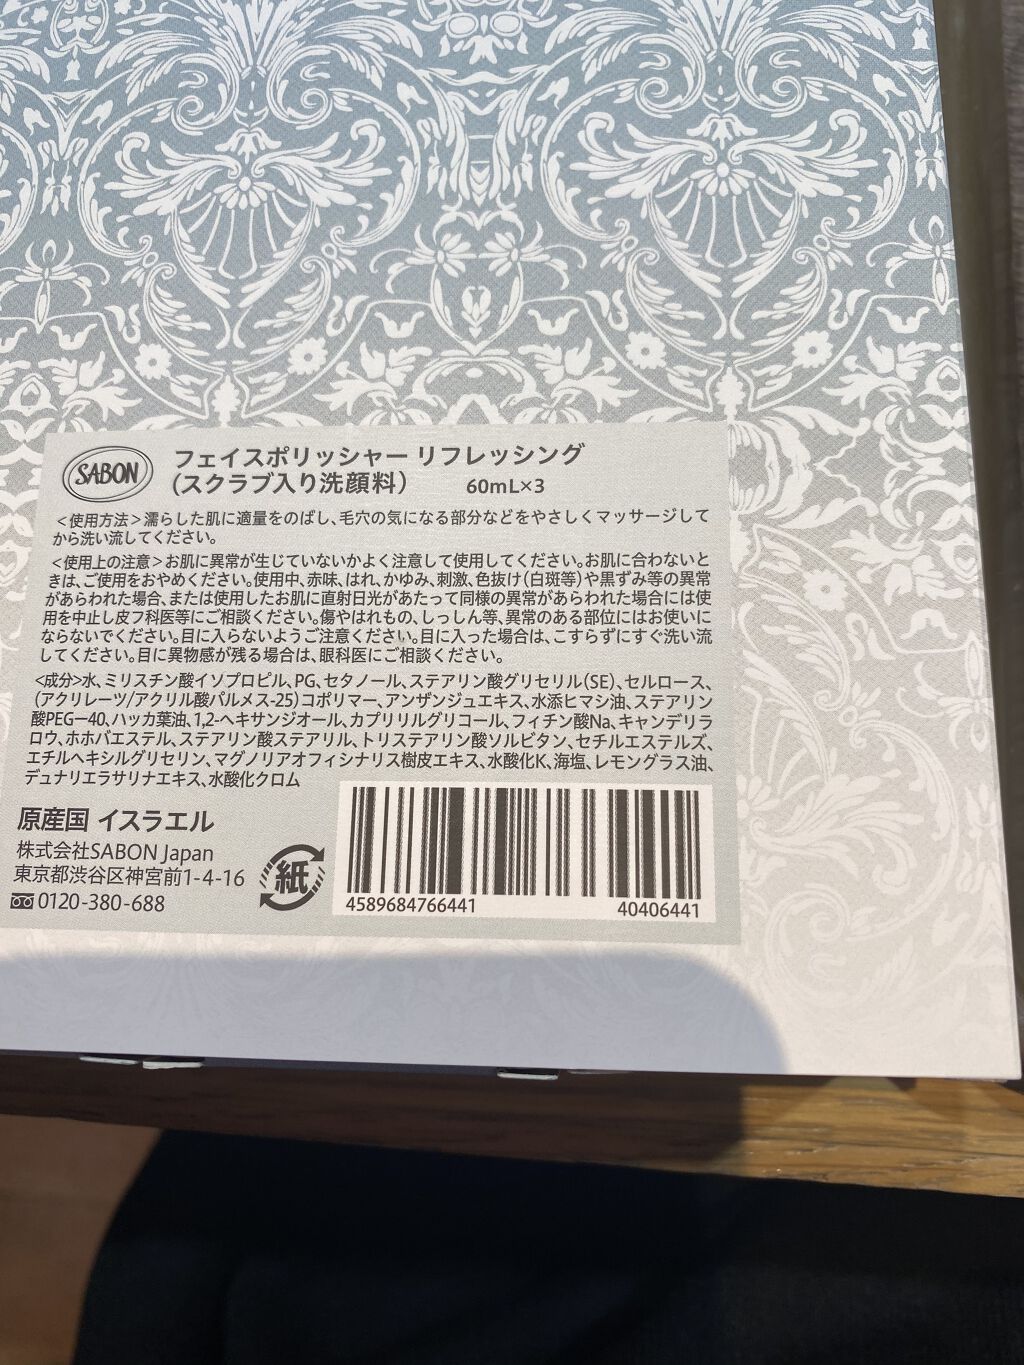 SABON
フェイスポリッシャー リフレッシング
(スクラブ入り洗顔料) 60mL×3
<使用方法>濡らした肌に適量をのばし、毛穴の気になる部分などをやさしくマッサージして
から洗い流してください。
<使用上の注意>お肌に異常が生じていないかよく注意して使用してください。お肌に合わないと
きは、ご使用をおやめください。使用中、赤味、はれ、かゆみ、刺激、色抜け(白斑等)や黒ずみ等の異常
があらわれた場合、または使用したお肌に直射日光があたって同様の異常があらわれた場合には使
用を中止し皮フ科医等にご相談ください。傷やはれもの、しっしん等、異常のある部位にはお使いに
ならないでください。目に入らないようご注意ください。目に入った場合は、こすらずにすぐ洗い流
してください。目に異物感が残る場合は、眼科医にご相談ください。
<成分>水、ミリスチン酸イソプロピル、PG、セタノール、ステアリン酸グリセリル(SE)、セルロース、
(アクリレーツ/アクリル酸パルメス-25)コポリマー、アンザンジュエキス、水添ヒマシ油、ステアリン
酸PEGー40、ハッカ葉油、1,2-ヘキサンジオール、カプリリルグリコール、フィチン酸Na、キャンデリラ
ロウ、ホホバエステル、ステアリン酸ステアリル、トリステアリン酸ソルビタン、セチルエステルズ、
エチルヘキシルグリセリン、マグノリアオフィシナリス樹皮エキス、水酸化K、海塩、レモングラス油、
デュナリエラサリナエキス、水酸化クロム
原産国 イスラエル
株式会社SABON Japan
東京都渋谷区神宮前1-4-16
0120-380-688
紙
4589684766441 40406441